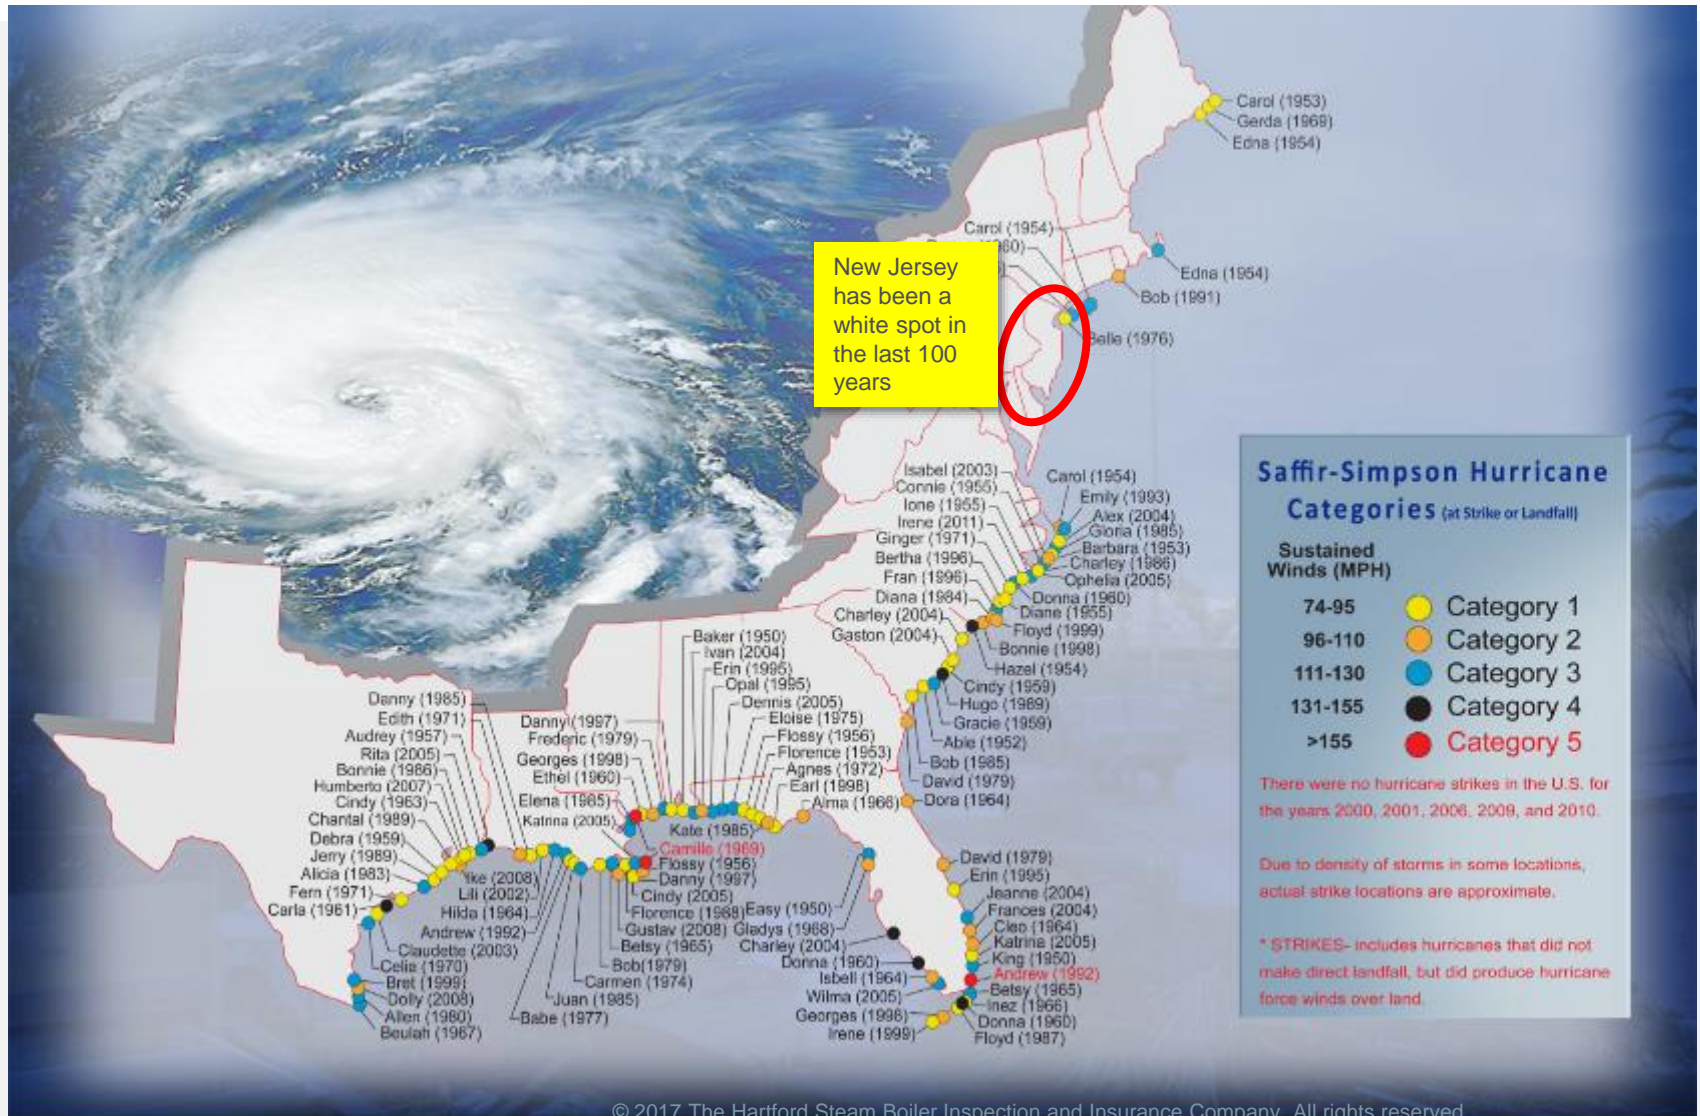 Carol (1953)
Gerda (1969)
Edna (1954)
Carol (1954)
Edna (1954)
Bob (1991)
Belle (1976)
New Jersey
has been a
white spot in
the last 100
years
Isabel (2003)
Connie (1955)
Ione (1955)
Irene (2011)
Ginger (1971)
Bertha (1996)
Fran (1996)
Diana (1984)
Charley (2004)
Gaston (2004)
Carol (1954)
Emily (1993)
Alex (2004)
Gloria (1985)
Barbara (1953)
Charley (1986)
Ophelia (2005)
Donna (1960)
Diane (1955)
Floyd (1999)
Bonnie (1998)
Hazel (1954)
Cindy (1959)
Hugo (1989)
Gracie (1959)
Able (1952)
Bob (1985)
David (1979)
Dora (1964)
Baker (1950)
Ivan (2004)
Erin (1995)
Opal (1995)
Dennis (2005)
Eloise (1975)
Flossy (1956)
Florence (1953)
Agnes (1972)
Earl (1998)
Alma (1966)
Danny (1997)
Frederic (1979)
Georges (1998)
Ethel (1960)
Elena (1985)
Katrina (2005)
Kate (1985)
Camille (1969)
Flossy (1956)
Danny (1997)
Cindy (2005)
Florence (1988)
Gustav (2008)
Betsy (1965)
Bob(1979)
Carmen (1974)
Juan (1985)
Babe (1977)
Danny (1985)
Edith (1971)
Audrey (1957)
Rita (2005)
Bonnie (1986)
Humberto (2007)
Cindy (1963)
Chantal (1989)
Debra (1959)
Jerry (1989)
Alicia (1983)
Fern (1971)
Carla (1961)
Ike (2008)
Lili (2002)
Hilda (1964)
Andrew (1992)
Claudette (2003)
Celia (1970)
Bret (1999)
Dolly (2008)
Allen (1980)
Beulah (1967)
Easy (1950)
Gladys (1968)
Charley (2004)
Donna (1960)
Isbell (1964)
Wilma (2005)
Georges (1998)
Irene (1999)
David (1979)
Erin (1995)
Jeanne (2004)
Frances (2004)
Cleo (1964)
Katrina (2005)
King (1950)
Andrew (1992)
Betsy (1965)
Inez (1966)
Donna (1960)
Floyd (1987)
Saffir-Simpson Hurricane
Categories (at Strike or Landfall)
Sustained
Winds (MPH)
74-95 Category 1
96-110 Category 2
111-130 Category 3
131-155 Category 4
>155 Category 5
There were no hurricane strikes in the U.S. for
the years 2000, 2001, 2006, 2009, and 2010.
Due to density of storms in some locations,
actual strike locations are approximate.
* STRIKES- includes hurricanes that did not
make direct landfall, but did produce hurricane
force winds over land.
© 2017 The Hartford Steam Boiler Inspection and Insurance Company. All rights reserved.